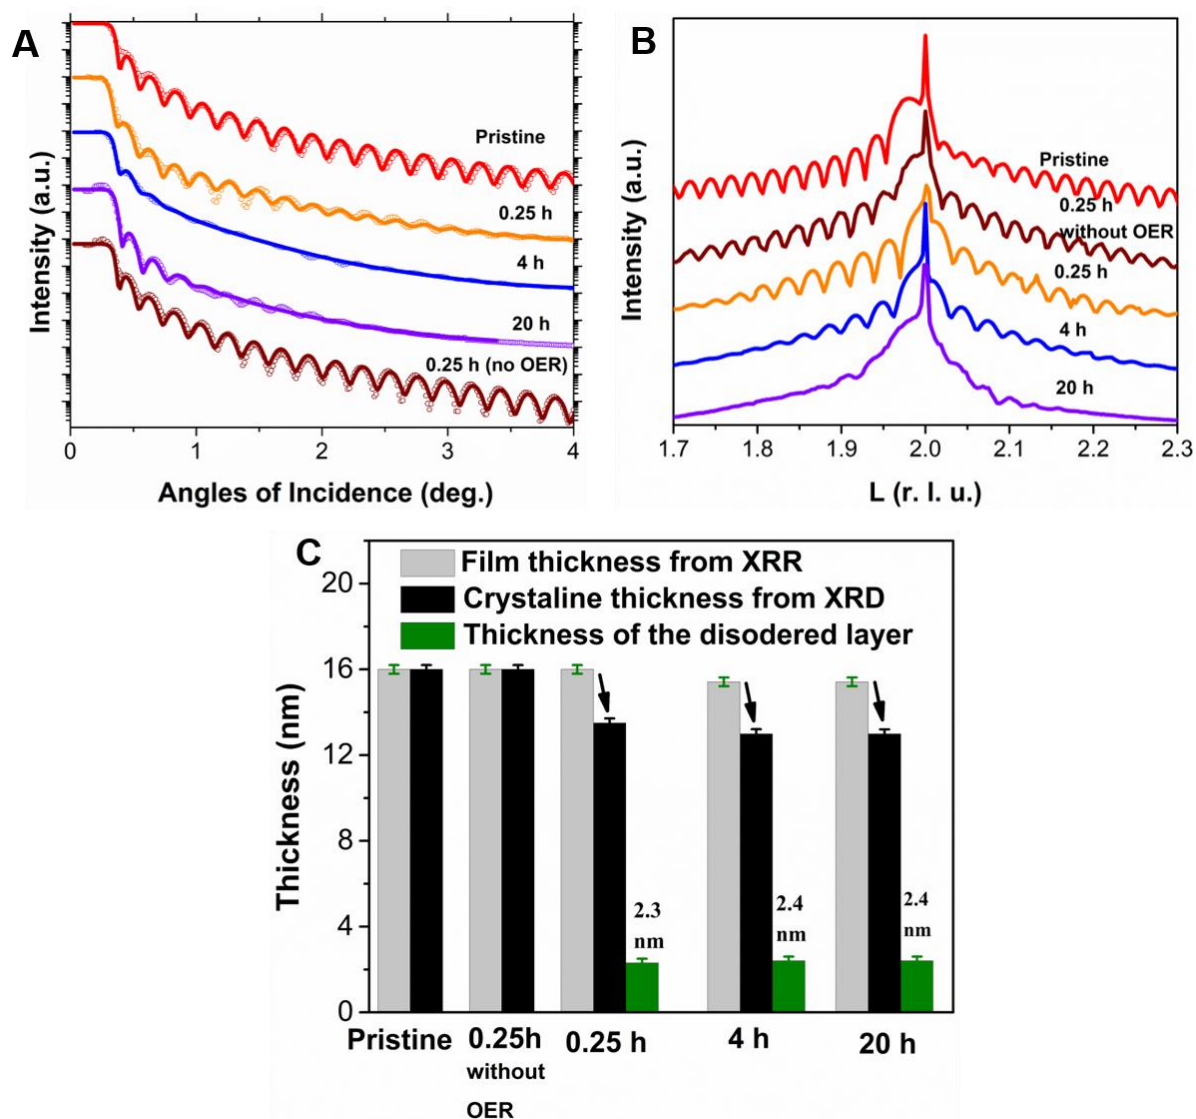 A
Intensity (a.u.)
Pristine
0.25 h
4 h
20 h
0.25 h (no OER)
0 1 2 3 4
Angles of Incidence (deg.)
B
Intensity (a.u.)
Pristine
0.25 h
without OER
0.25 h
4 h
20 h
1.7 1.8 1.9 2.0 2.1 2.2 2.3
L (r. l. u.)
C
Film thickness from XRR
Crystaline thickness from XRD
Thickness of the disodered layer
Thickness (nm)
20
16
12
8
4
0
2.3
nm
2.4
nm
2.4
nm
Pristine 0.25h 0.25 h 4 h 20 h
without
OER